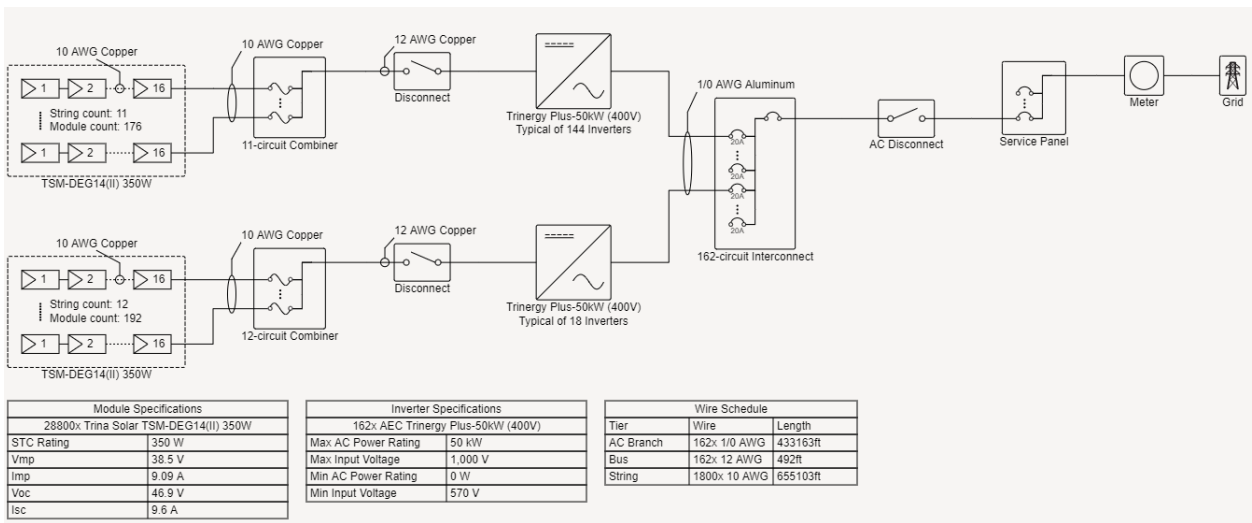 10 AWG Copper
1 2 16
String count: 11
Module count: 176
1 2 16
TSM-DEG14(II) 350W
10 AWG Copper
11-circuit Combiner
12 AWG Copper
Disconnect
Trinergy Plus-50kW (400V)
Typical of 144 Inverters
1/0 AWG Aluminum
20A
20A
20A
20A
162-circuit Interconnect
AC Disconnect
Service Panel
Meter
Grid
10 AWG Copper
1 2 16
String count: 12
Module count: 192
1 2 16
TSM-DEG14(II) 350W
10 AWG Copper
12-circuit Combiner
12 AWG Copper
Disconnect
Trinergy Plus-50kW (400V)
Typical of 18 Inverters
Module Specifications
28800x Trina Solar TSM-DEG14(II) 350W
STC Rating 350 W
Vmp 38.5 V
Imp 9.09 A
Voc 46.9 V
Isc 9.6 A
Inverter Specifications
162x AEC Trinergy Plus-50kW (400V)
Max AC Power Rating 50 kW
Max Input Voltage 1,000 V
Min AC Power Rating 0 W
Min Input Voltage 570 V
Wire Schedule
Tier Wire Length
AC Branch 162x 1/0 AWG 433163ft
Bus 162x 12 AWG 492ft
String 1800x 10 AWG 655103ft